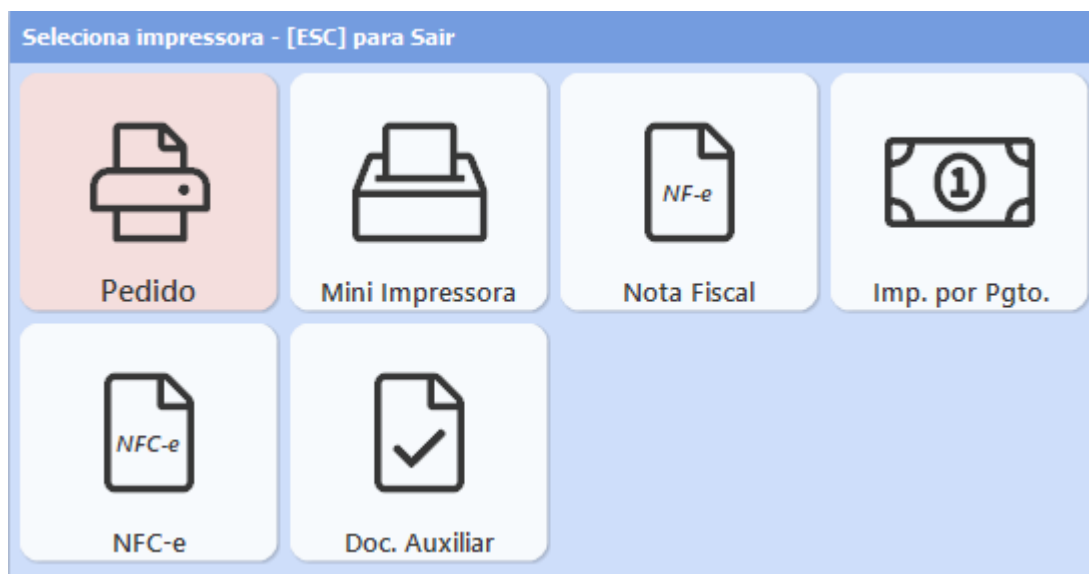 Seleciona impressora - [ESC] para Sair
1
NF-e
Pedido
Mini Impressora
Nota Fiscal
Imp. por Pgto.
NFC-e
NFC-e
Doc. Auxiliar